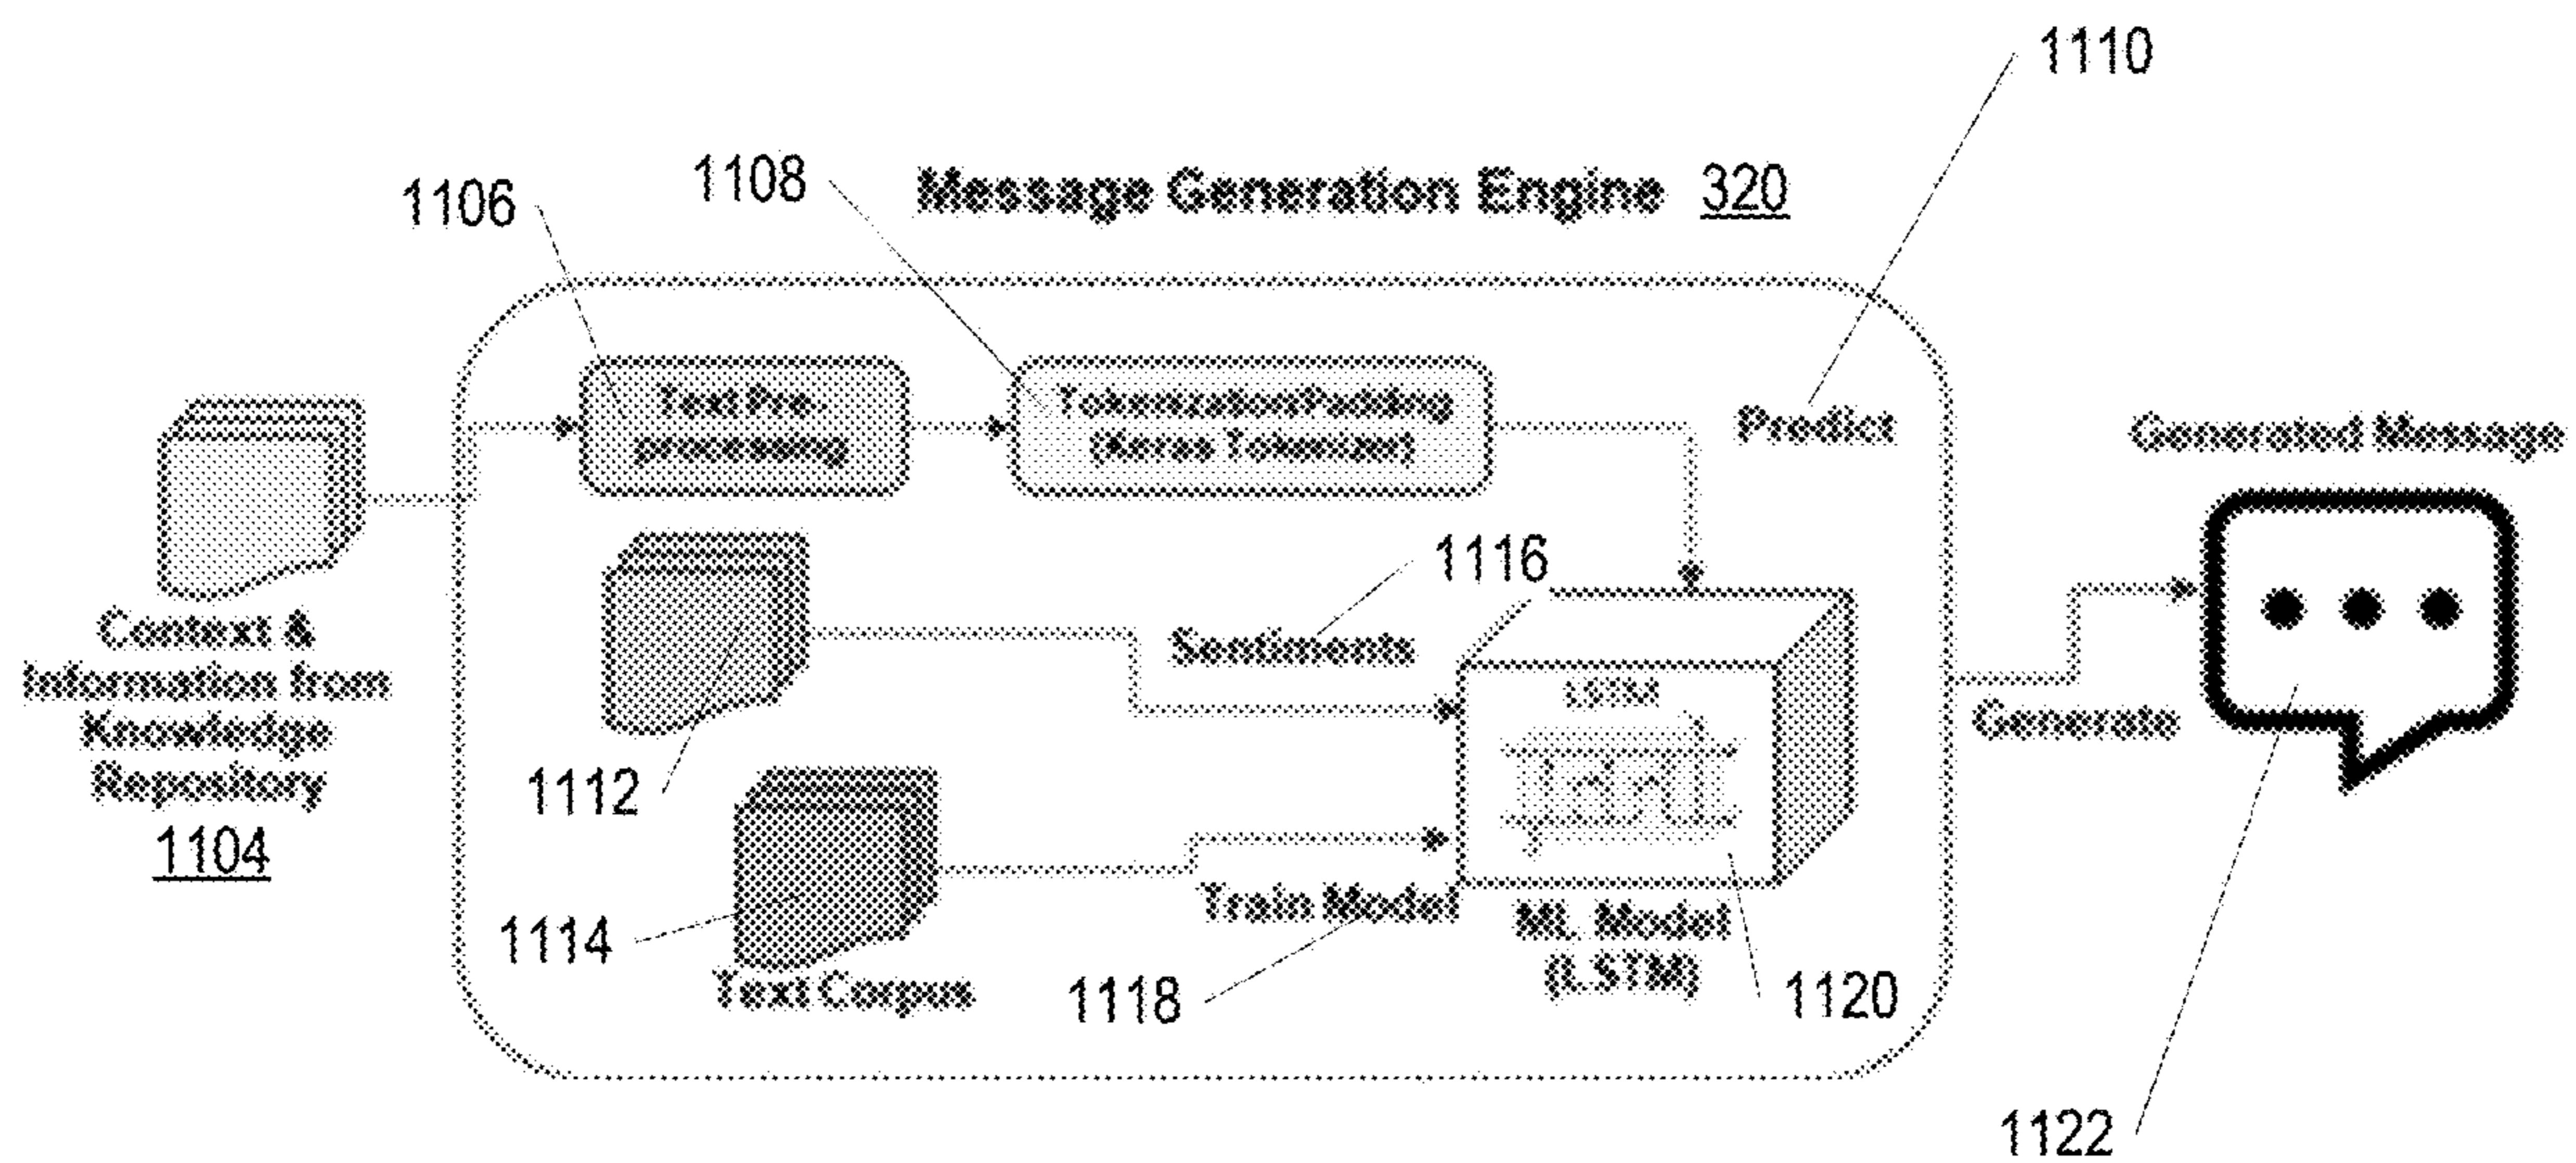 1110
1108
Message Generation Engine 320
1106
Text Pre-
processing
Tokenization/Padding
(Keras Tokenizer)
Predict
Generated Message
1116
Sentiments
Context &
Information from
Knowledge
Repository
1104
LSTM
Generate
1112
Train Model
ML Model
(LSTM)
1114
Text Corpus
1118
1120
1122